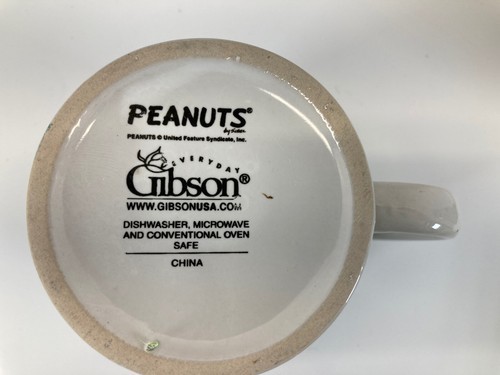 PEANUTS®
by Schulz
PEANUTS © United Feature Syndicate, Inc.
EVERYDAY
Gibson®
WWW.GIBSONUSA.COM
DISHWASHER, MICROWAVE
AND CONVENTIONAL OVEN
SAFE
CHINA